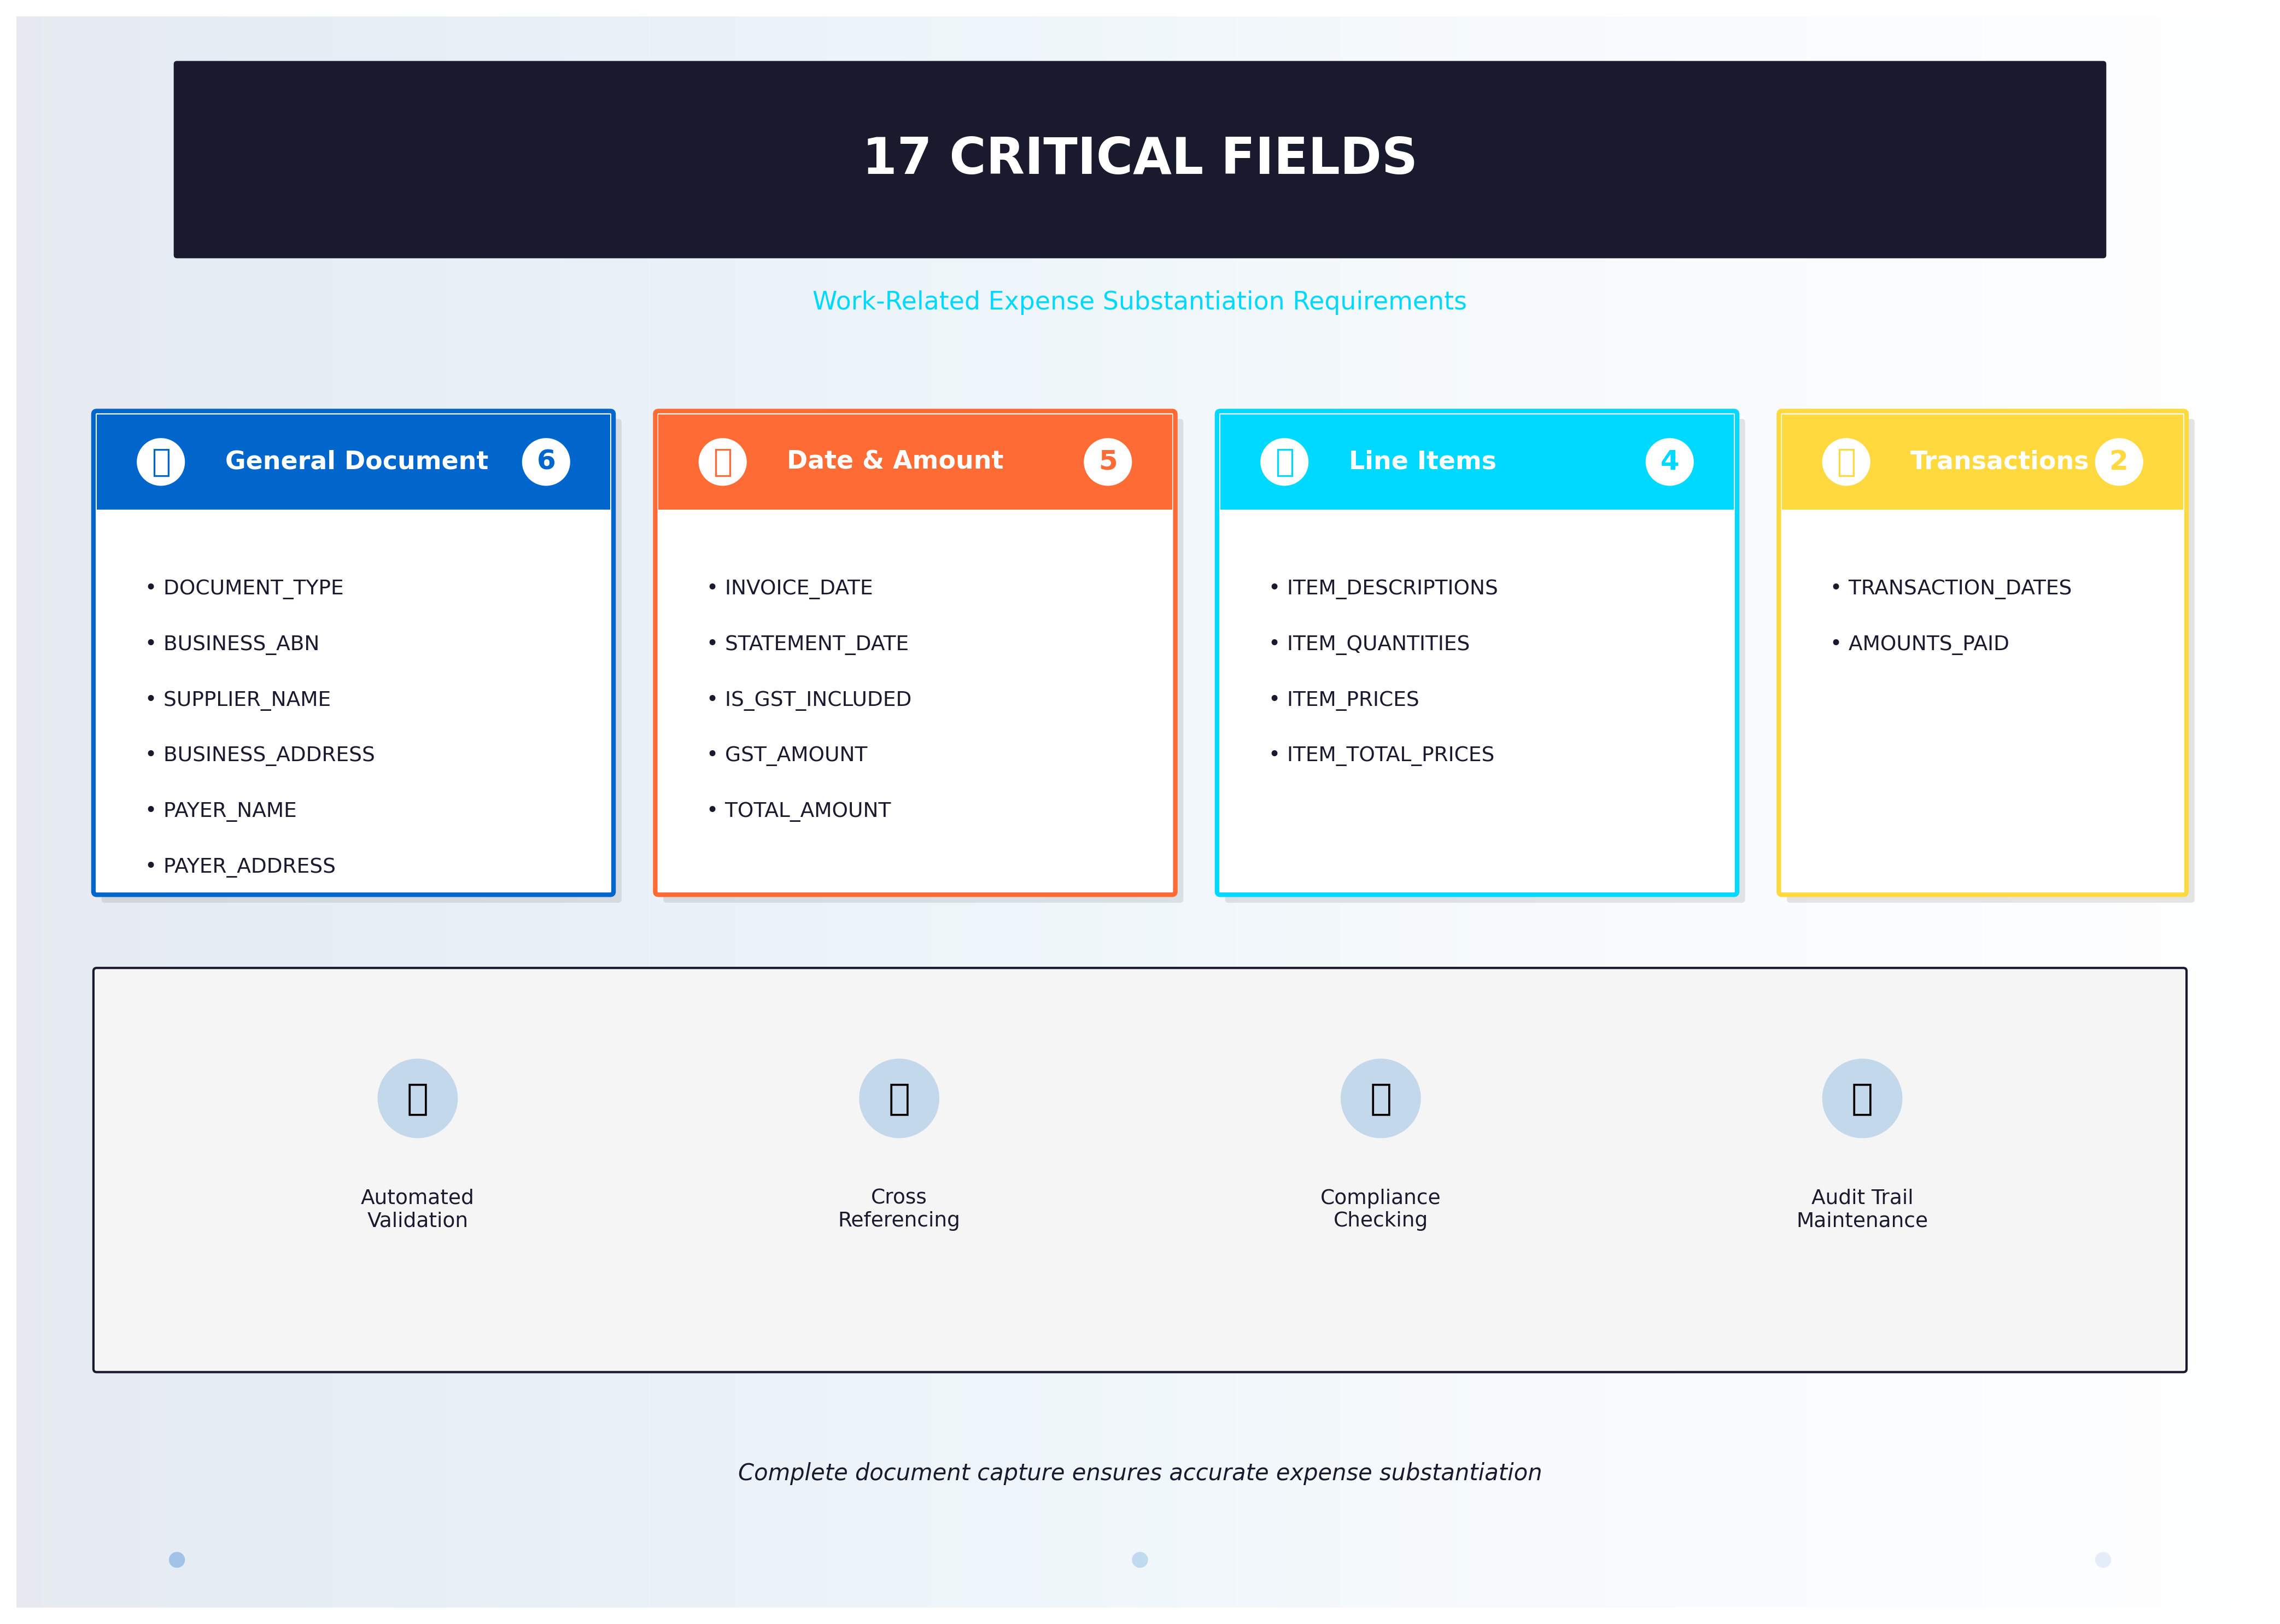 17 CRITICAL FIELDS
Work-Related Expense Substantiation Requirements
General Document 6
• DOCUMENT_TYPE
• BUSINESS_ABN
• SUPPLIER_NAME
• BUSINESS_ADDRESS
• PAYER_NAME
• PAYER_ADDRESS
Date & Amount 5
• INVOICE_DATE
• STATEMENT_DATE
• IS_GST_INCLUDED
• GST_AMOUNT
• TOTAL_AMOUNT
Line Items 4
• ITEM_DESCRIPTIONS
• ITEM_QUANTITIES
• ITEM_PRICES
• ITEM_TOTAL_PRICES
Transactions 2
• TRANSACTION_DATES
• AMOUNTS_PAID
Automated
Validation
Cross
Referencing
Compliance
Checking
Audit Trail
Maintenance
Complete document capture ensures accurate expense substantiation